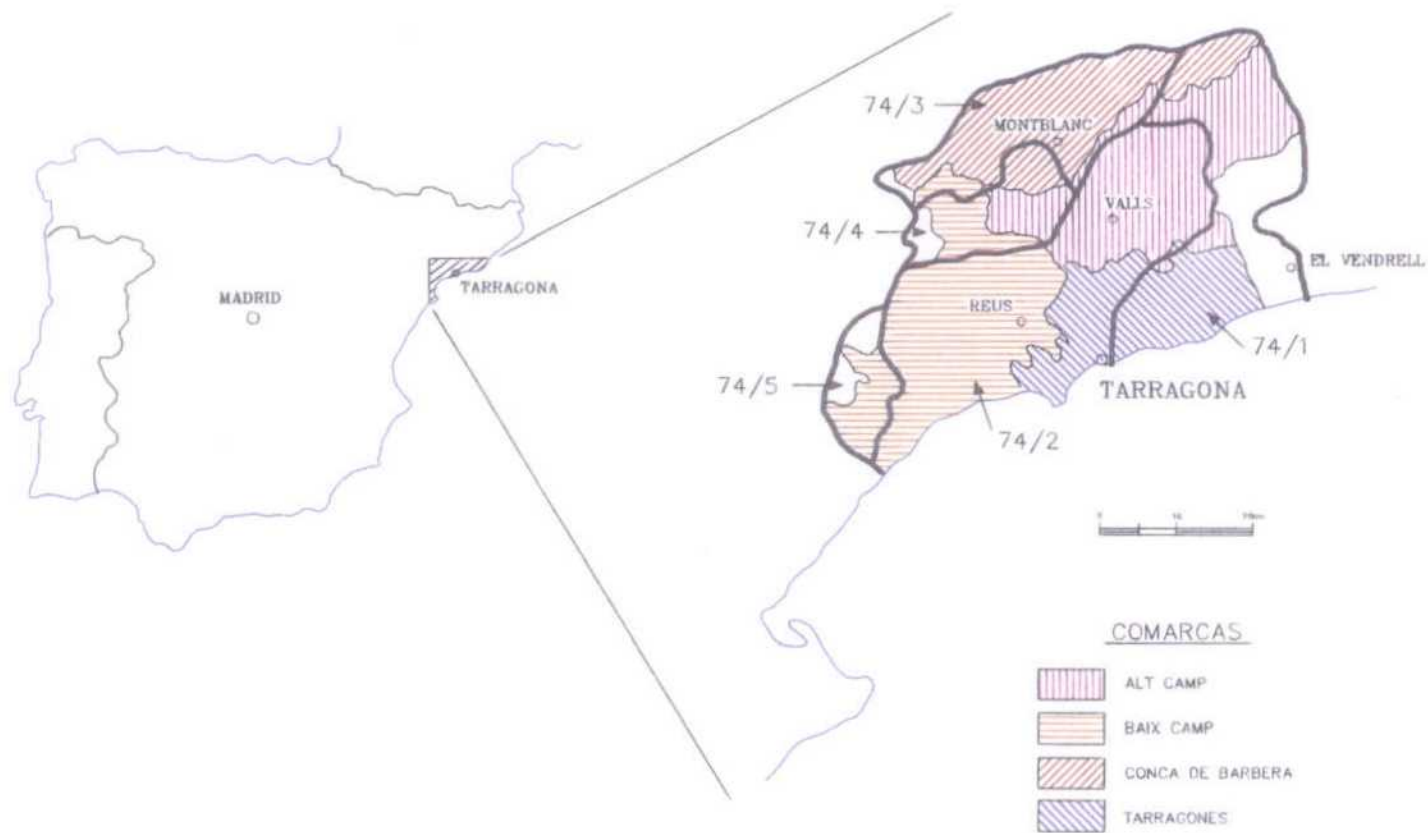 MADRID
TARRAGONA
74/3
MONTBLANC
VALLS
74/4
EL VENDRELL
REUS
74/1
74/5
TARRAGONA
74/2
COMARCAS
ALT CAMP
BAIX CAMP
CONCA DE BARBERA
TARRAGONES